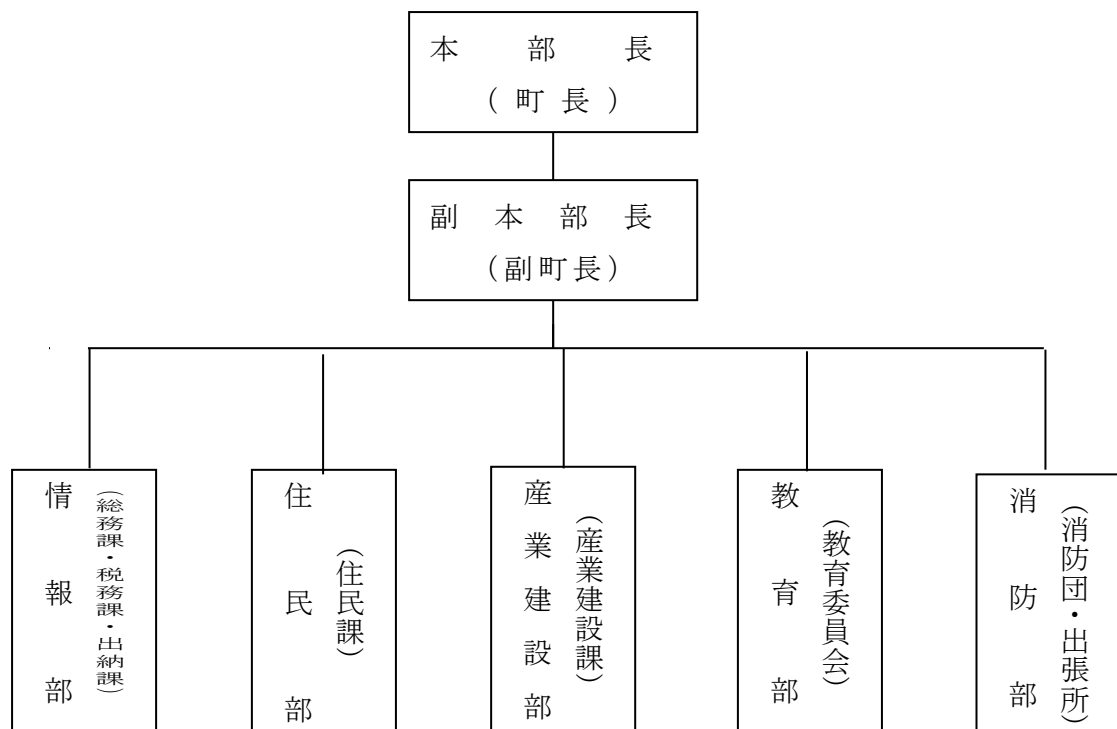 本部長
(町長)
副本部長
(副町長)
情報部
(総務課・税務課・出納課)
住民部
(住民課)
産業建設部
(産業建設課)
教育部
(教育委員会)
消防部
(消防団・出張所)